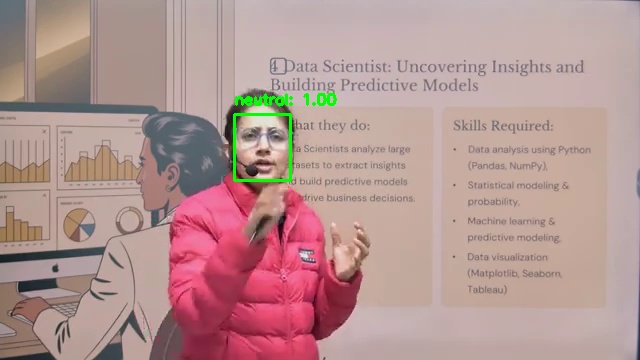 4 Data Scientist: Uncovering Insights and
Building Predictive Models
neutral: 1.00
hat they do:
a Scientists analyze large
asets to extract insights
d build predictive models
drive business decisions.
Skills Required:
• Data analysis using Python
(Pandas, NumPy),
• Statistical modeling &
probability,
• Machine learning &
predictive modeling,
• Data visualization
(Matplotlib, Seaborn,
Tableau)